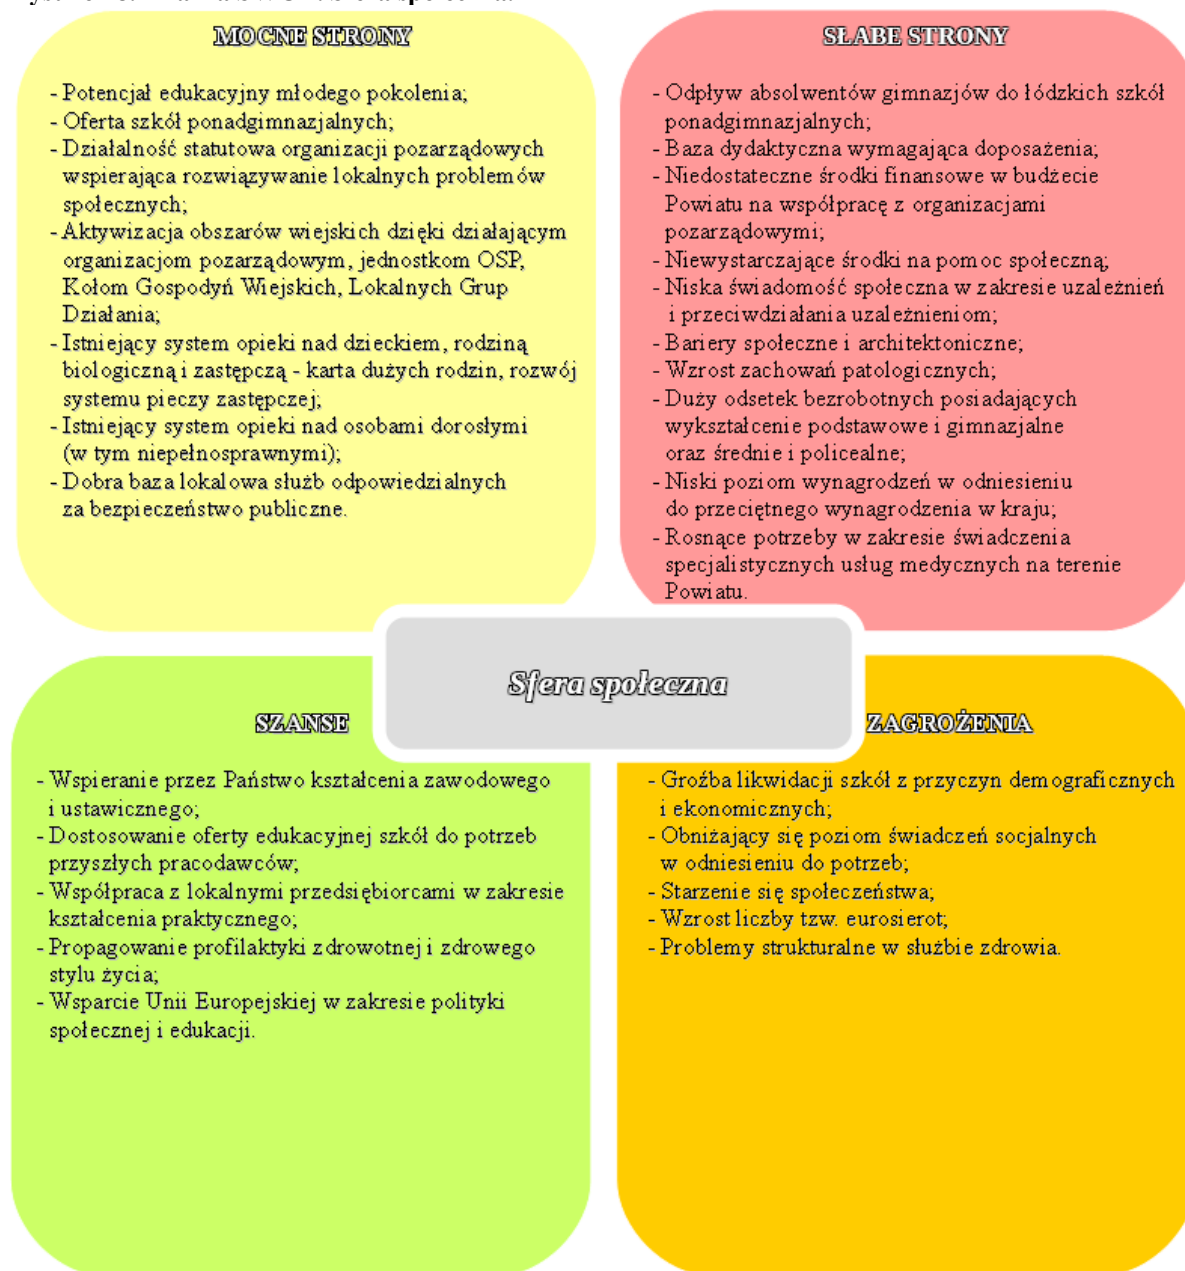 MOCNE STRONY
- Potencjał edukacyjny młodego pokolenia;
- Oferta szkół ponadgimnazjalnych;
- Działalność statutowa organizacji pozarządowych
wspierająca rozwiązywanie lokalnych problemów
społecznych;
- Aktywizacja obszarów wiejskich dzięki działającym
organizacjom pozarządowym, jednostkom OSP,
Kołom Gospodyń Wiejskich, Lokalnych Grup
Działania;
- Istniejący system opieki nad dzieckiem, rodziną
biologiczną i zastępczą - karta dużych rodzin, rozwój
systemu pieczy zastępczej;
- Istniejący system opieki nad osobami dorosłymi
(w tym niepełnosprawnymi);
- Dobra baza lokalowa służb odpowiedzialnych
za bezpieczeństwo publiczne.
SŁABE STRONY
- Odpływ absolwentów gimnazjów do łódzkich szkół
ponadgimnazjalnych;
- Baza dydaktyczna wymagająca doposażenia;
- Niedostateczne środki finansowe w budżecie
Powiatu na współpracę z organizacjami
pozarządowymi;
- Niewystarczające środki na pomoc społeczną;
- Niska świadomość społeczna w zakresie uzależnień
i przeciwdziałania uzależnieniom;
- Bariery społeczne i architektoniczne;
- Wzrost zachowań patologicznych;
- Duży odsetek bezrobotnych posiadających
wykształcenie podstawowe i gimnazjalne
oraz średnie i policealne;
- Niski poziom wynagrodzeń w odniesieniu
do przeciętnego wynagrodzenia w kraju;
- Rosnące potrzeby w zakresie świadczenia
specjalistycznych usług medycznych na terenie
Powiatu.
Sfera społeczna
SZANSE
- Wspieranie przez Państwo kształcenia zawodowego
i ustawicznego;
- Dostosowanie oferty edukacyjnej szkół do potrzeb
przyszłych pracodawców;
- Współpraca z lokalnymi przedsiębiorcami w zakresie
kształcenia praktycznego;
- Propagowanie profilaktyki zdrowotnej i zdrowego
stylu życia;
- Wsparcie Unii Europejskiej w zakresie polityki
społecznej i edukacji.
ZAGROŻENIA
- Groźba likwidacji szkół z przyczyn demograficznych
i ekonomicznych;
- Obniżający się poziom świadczeń socjalnych
w odniesieniu do potrzeb;
- Starzenie się społeczeństwa;
- Wzrost liczby tzw. eurosierot;
- Problemy strukturalne w służbie zdrowia.